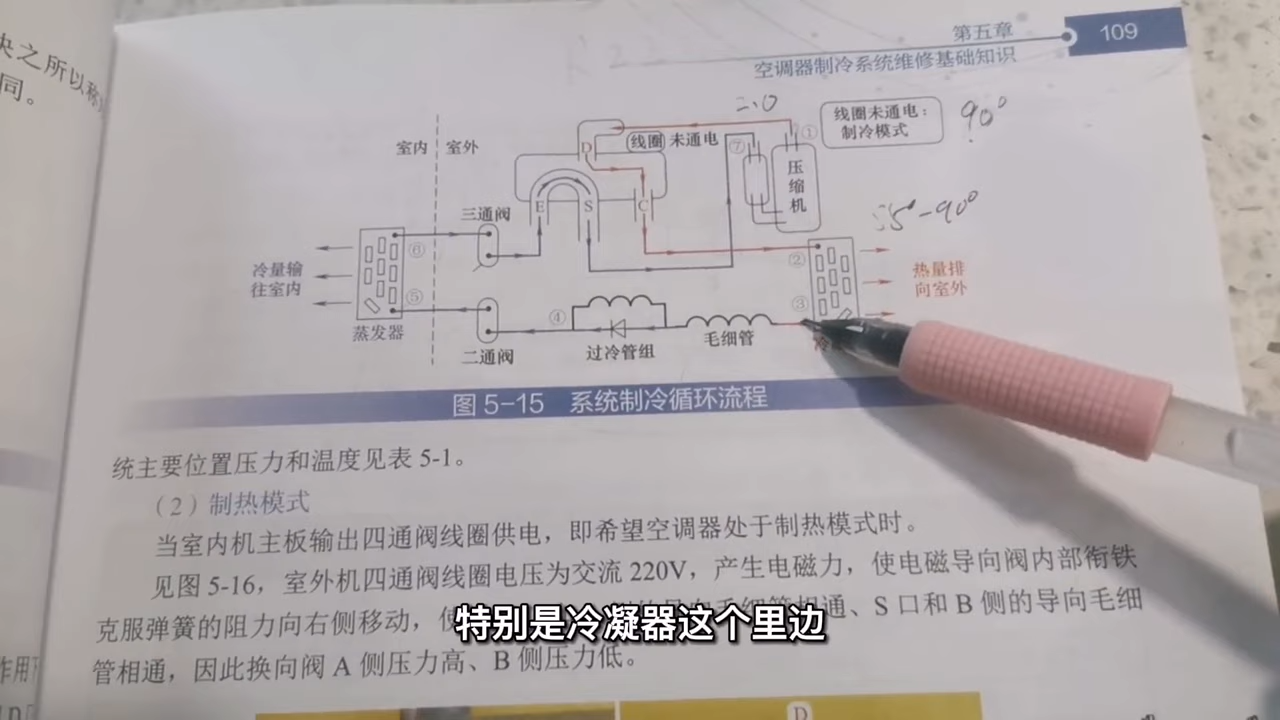 块之所以称
同。
第五章
109
空调器制冷系统维修基础知识
2.0
线圈未通电：
制冷模式
90°
室内
室外
D
线圈 未通电
①
⑦
压缩机
E
S
C
55°-90°
三通阀
⑥
②
冷量输
往室内
热量排
向室外
⑤
④
③
蒸发器
二通阀
过冷管组
毛细管
冷
图 5-15 系统制冷循环流程
统主要位置压力和温度见表 5-1。
（2）制热模式
当室内机主板输出四通阀线圈供电，即希望空调器处于制热模式时。
见图 5-16，室外机四通阀线圈电压为交流 220V，产生电磁力，使电磁导向阀内部衔铁
克服弹簧的阻力向右侧移动，使
相通、S 口和 B 侧的导向毛细
特别是冷凝器这个里边
管相通，因此换向阀 A 侧压力高、B 侧压力低。
作用下
D